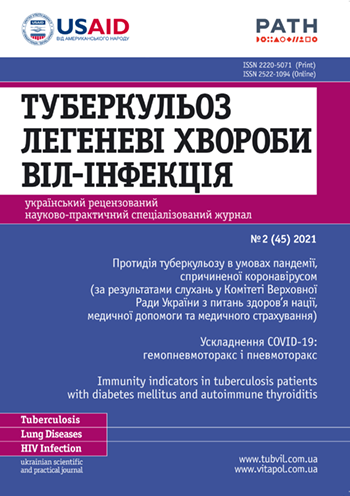 USAID
ВІД АМЕРИКАНСЬКОГО НАРОДУ
PATH
ISSN 2220-5071 (Print)
ISSN 2522-1094 (Online)
ТУБЕРКУЛЬОЗ
ЛЕГЕНЕВІ ХВОРОБИ
ВІЛ-ІНФЕКЦІЯ
український рецензований
науково-практичний спеціалізований журнал
№2 (45) 2021
Протидія туберкульозу в умовах пандемії,
спричиненої коронавірусом
(за результатами слухань у Комітеті Верховної
Ради України з питань здоров’я нації,
медичної допомоги та медичного страхування)
Ускладнення COVID-19:
гемопневмоторакс і пневмоторакс
Immunity indicators in tuberculosis patients
with diabetes mellitus and autoimmune thyroiditis
Tuberculosis
Lung Diseases
HIV Infection
ukrainian scientific
and practical journal
www.tubvil.com.ua
www.vitapol.com.ua